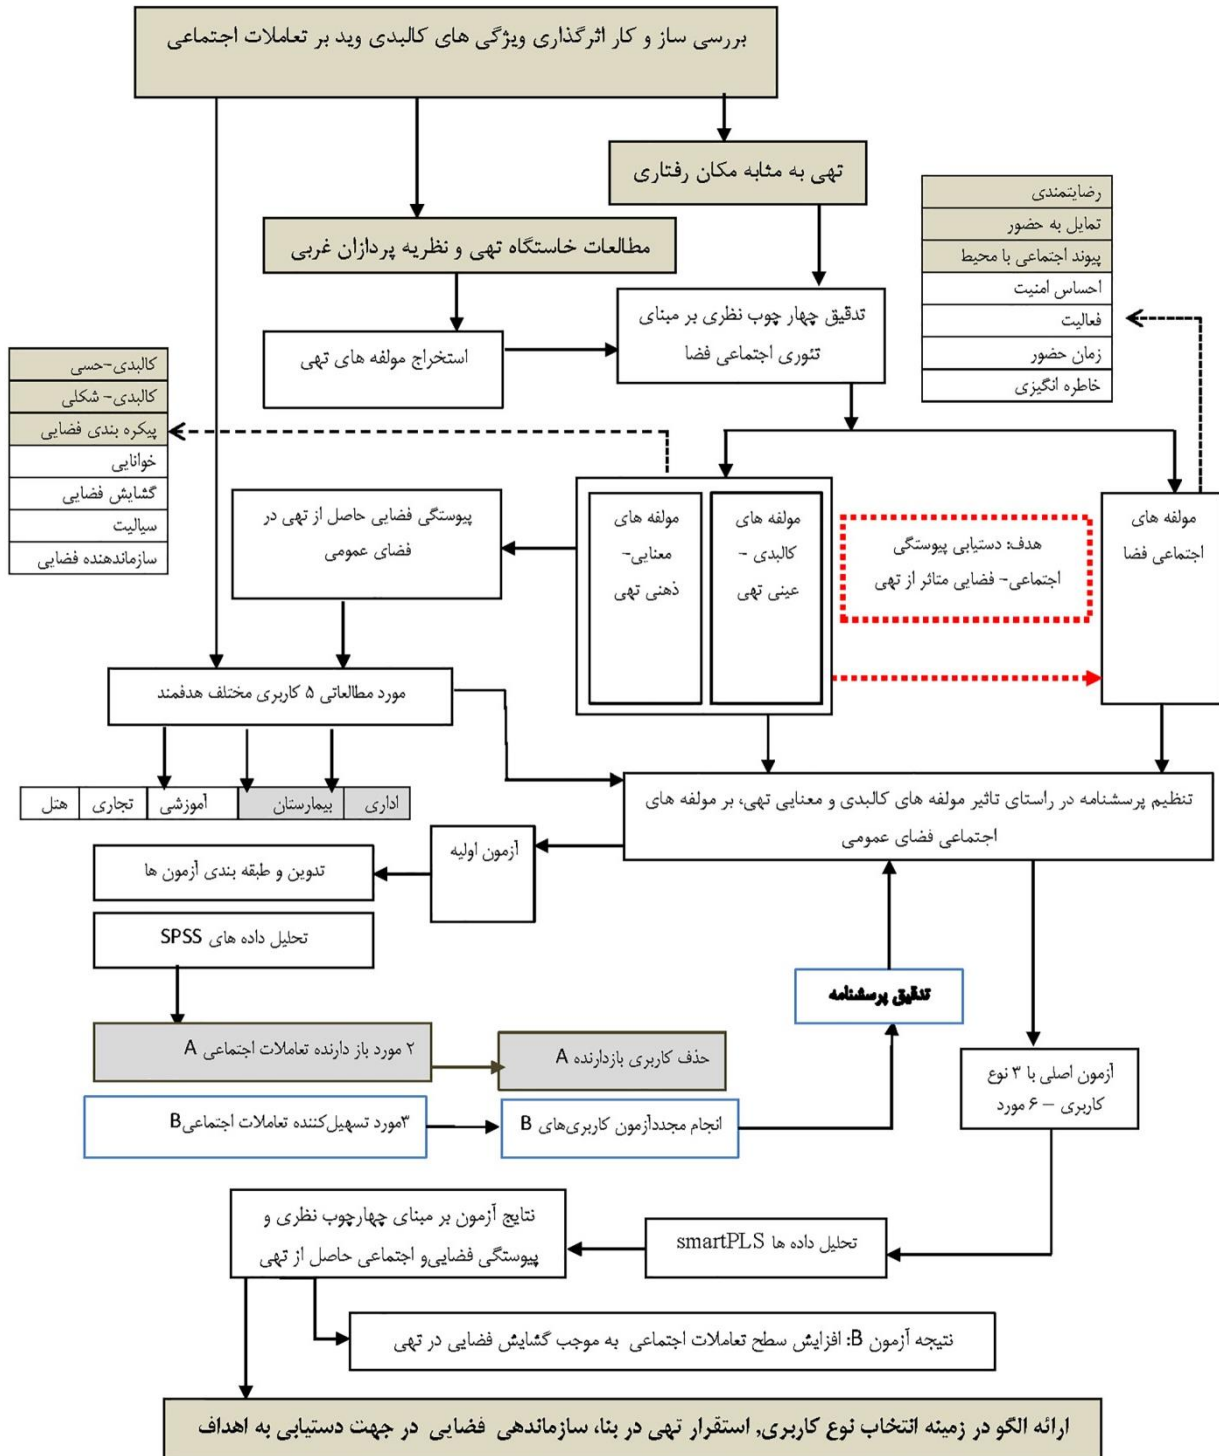 بررسی ساز و کار اثرگذاری ویژگی های کالبدی وید بر تعاملات اجتماعی
تهی به مثابه مکان رفتاری
مطالعات خاستگاه تهی و نظریه پردازان غربی
رضایتمندی
تمایل به حضور
پیوند اجتماعی با محیط
احساس امنیت
فعالیت
زمان حضور
خاطره انگیزی
تدقیق چهار چوب نظری بر مبنای
تئوری اجتماعی فضا
استخراج مولفه های تهی
کالبدی-حسی
کالبدی- شکلی
پیکره بندی فضایی
خوانایی
گشایش فضایی
سیالیت
سازماندهنده فضایی
مولفه های
اجتماعی فضا
هدف: دستیابی پیوستگی
اجتماعی- فضایی متاثر از تهی
مولفه های
کالبدی –
عینی تهی
مولفه های
معنایی-
ذهنی تهی
پیوستگی فضایی حاصل از تهی در
فضای عمومی
مورد مطالعاتی ۵ کاربری مختلف هدفمند
اداری
بیمارستان
آموزشی
تجاری
هتل
تنظیم پرسشنامه در راستای تاثیر مولفه های کالبدی و معنایی تهی، بر مولفه های
اجتماعی فضای عمومی
آزمون اولیه
تدوین و طبقه بندی آزمون ها
تحلیل داده های SPSS
تدقیق پرسشنامه
۲ مورد باز دارنده تعاملات اجتماعی A
حذف کاربری بازدارنده A
۳مورد تسهیل‌کننده تعاملات اجتماعیB
انجام مجددآزمون کاربری‌های B
آزمون اصلی با ۳ نوع
کاربری – ۶ مورد
تحلیل داده ها smartPLS
نتایج آزمون بر مبنای چهارچوب نظری و
پیوستگی فضایی‌و اجتماعی حاصل از تهی
نتیجه آزمون B: افزایش سطح تعاملات اجتماعی به موجب گشایش فضایی در تهی
ارائه الگو در زمینه انتخاب نوع کاربری, استقرار تهی در بنا، سازماندهی فضایی در جهت دستیابی به اهداف